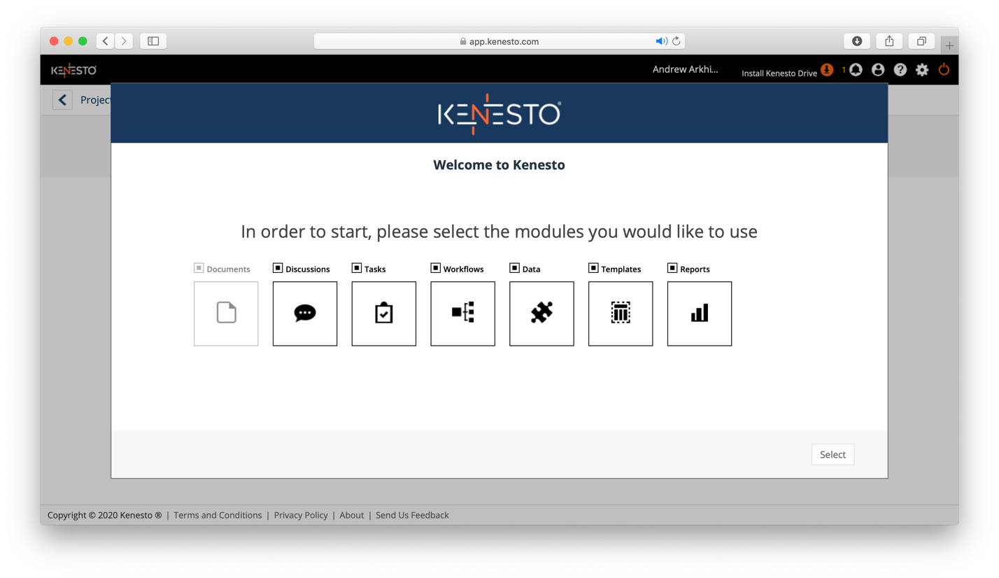 app.kenesto.com
KENESTO
Andrew Arkhi...
Install Kenesto Drive
1
Projec
KENESTO®
Welcome to Kenesto
In order to start, please select the modules you would like to use
Documents
Discussions
Tasks
Workflows
Data
Templates
Reports
Select
Copyright © 2020 Kenesto ® | Terms and Conditions | Privacy Policy | About | Send Us Feedback